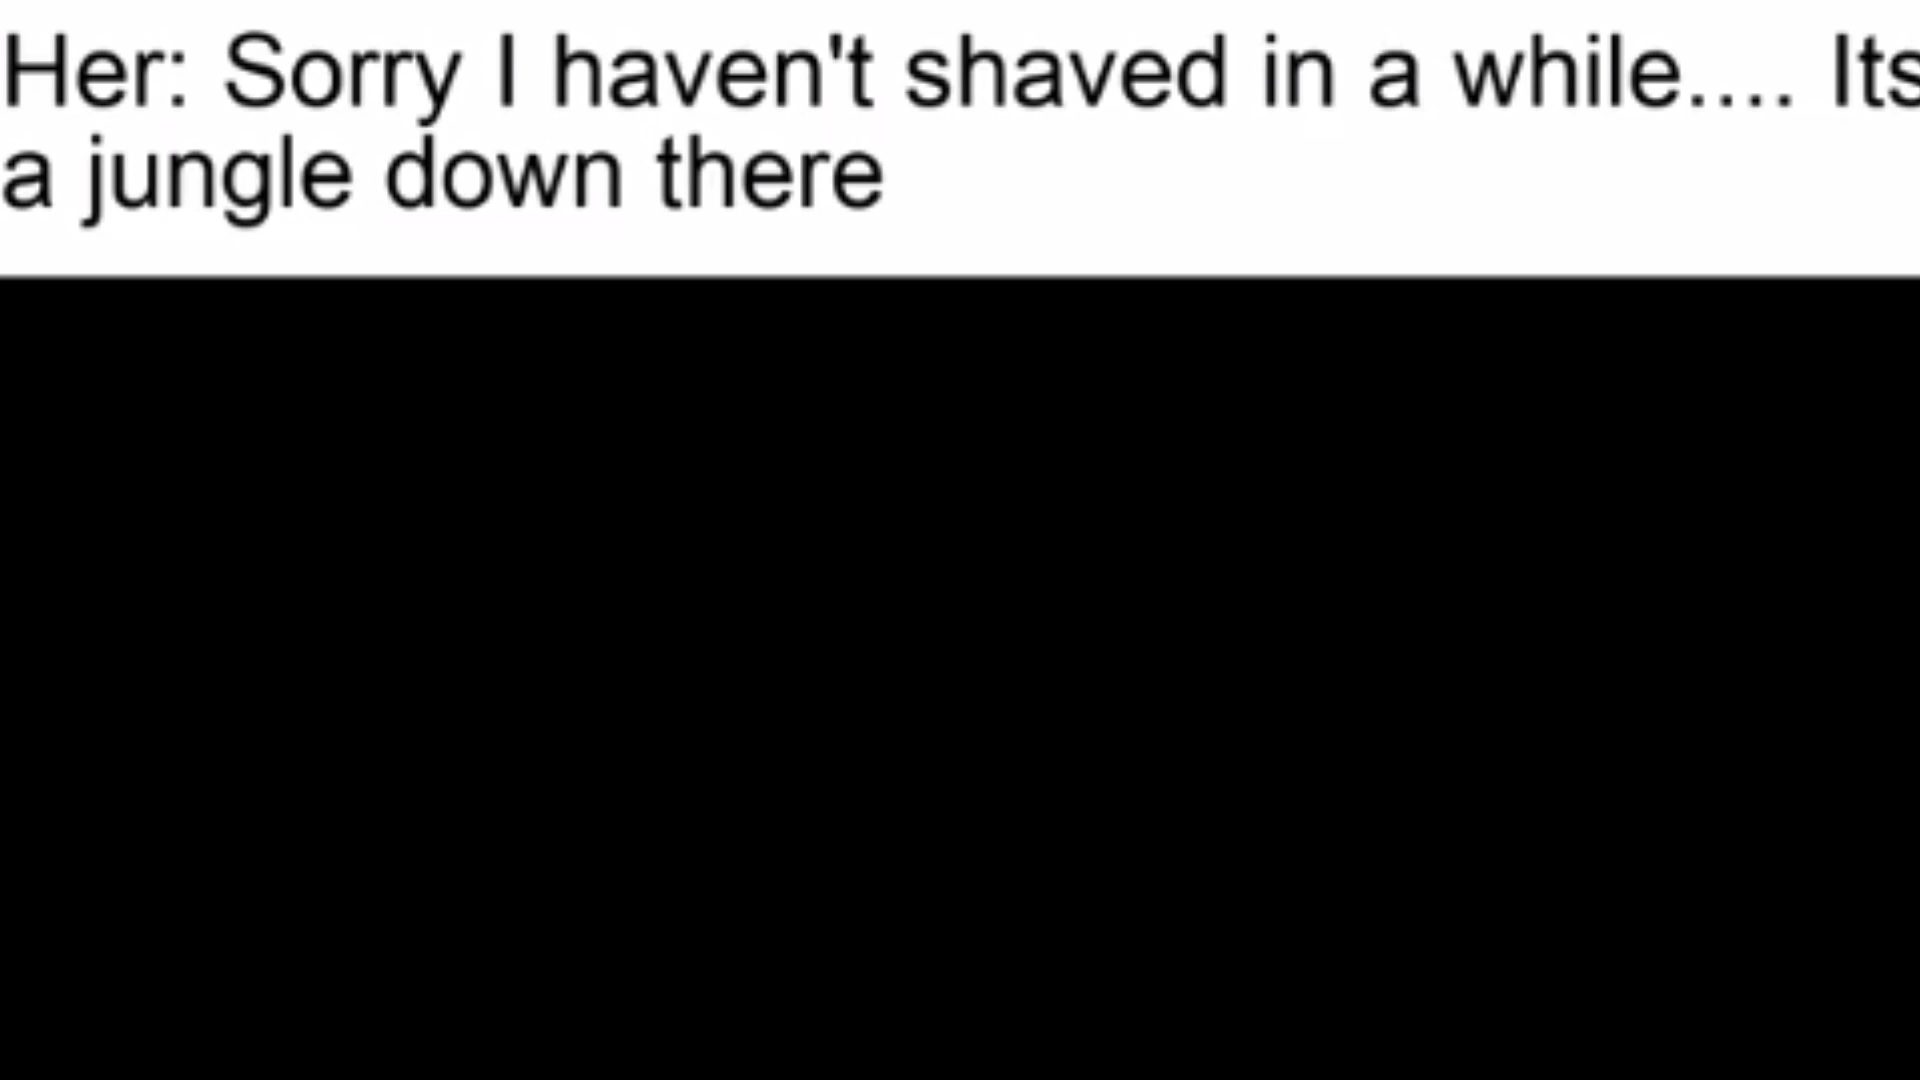 Her: Sorry I haven't shaved in a while.... Its
a jungle down there